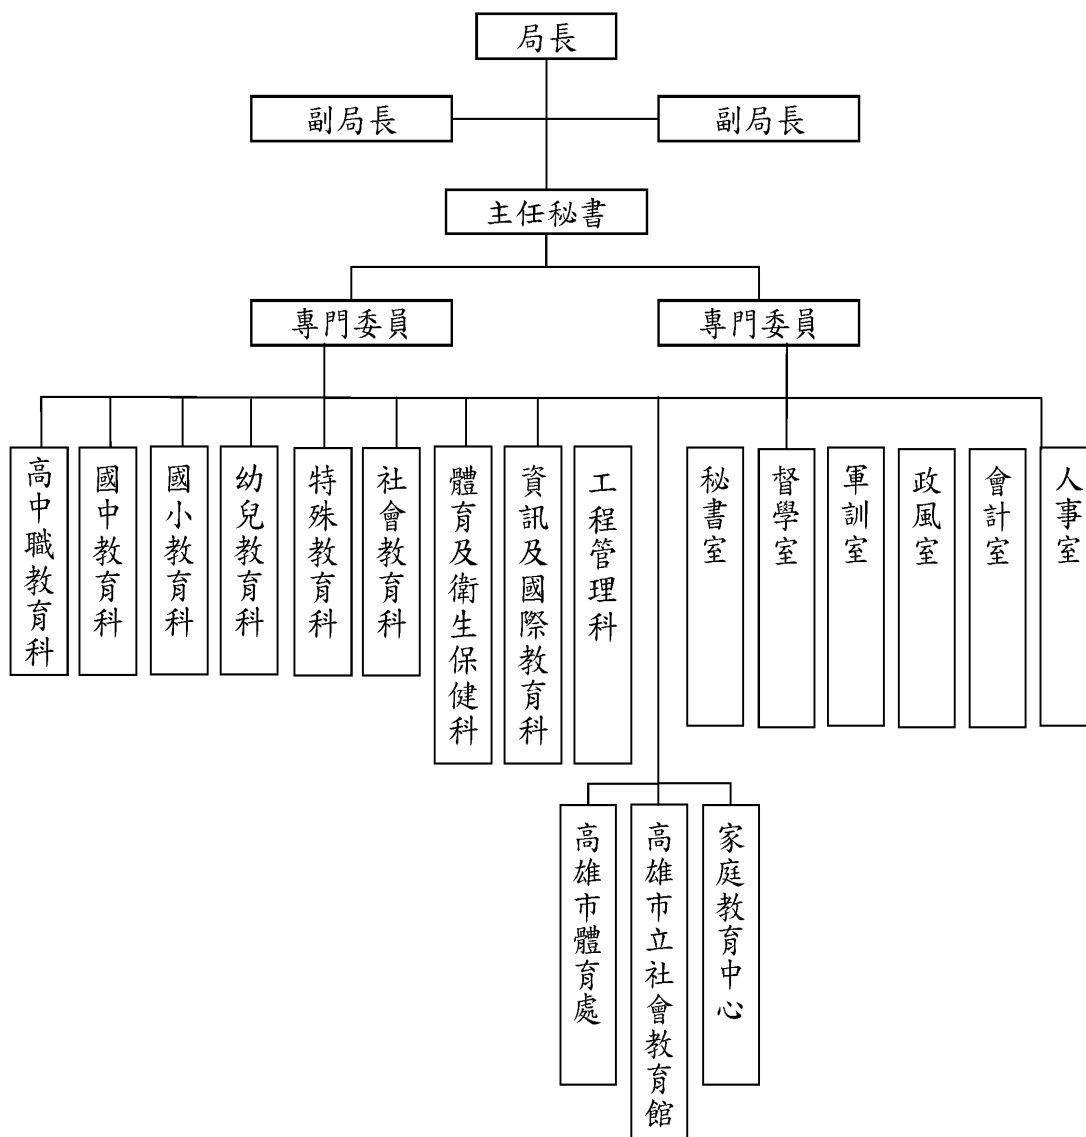 局長
副局長
副局長
主任秘書
專門委員
專門委員
高中職教育科
國中教育科
國小教育科
幼兒教育科
特殊教育科
社會教育科
體育及衛生保健科
資訊及國際教育科
工程管理科
秘書室
督學室
軍訓室
政風室
會計室
人事室
高雄市體育處
高雄市立社會教育館
家庭教育中心